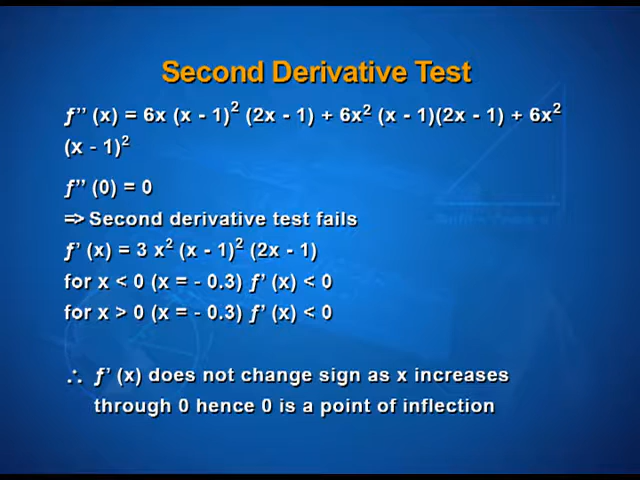 Second Derivative Test
ƒ’’ (x) = 6x (x - 1)² (2x - 1) + 6x² (x - 1)(2x - 1) + 6x²
(x - 1)²
ƒ’’ (0) = 0
=> Second derivative test fails
ƒ’ (x) = 3 x² (x - 1)² (2x - 1)
for x < 0 (x = - 0.3) ƒ’ (x) < 0
for x > 0 (x = - 0.3) ƒ’ (x) < 0
∴ ƒ’ (x) does not change sign as x increases
through 0 hence 0 is a point of inflection